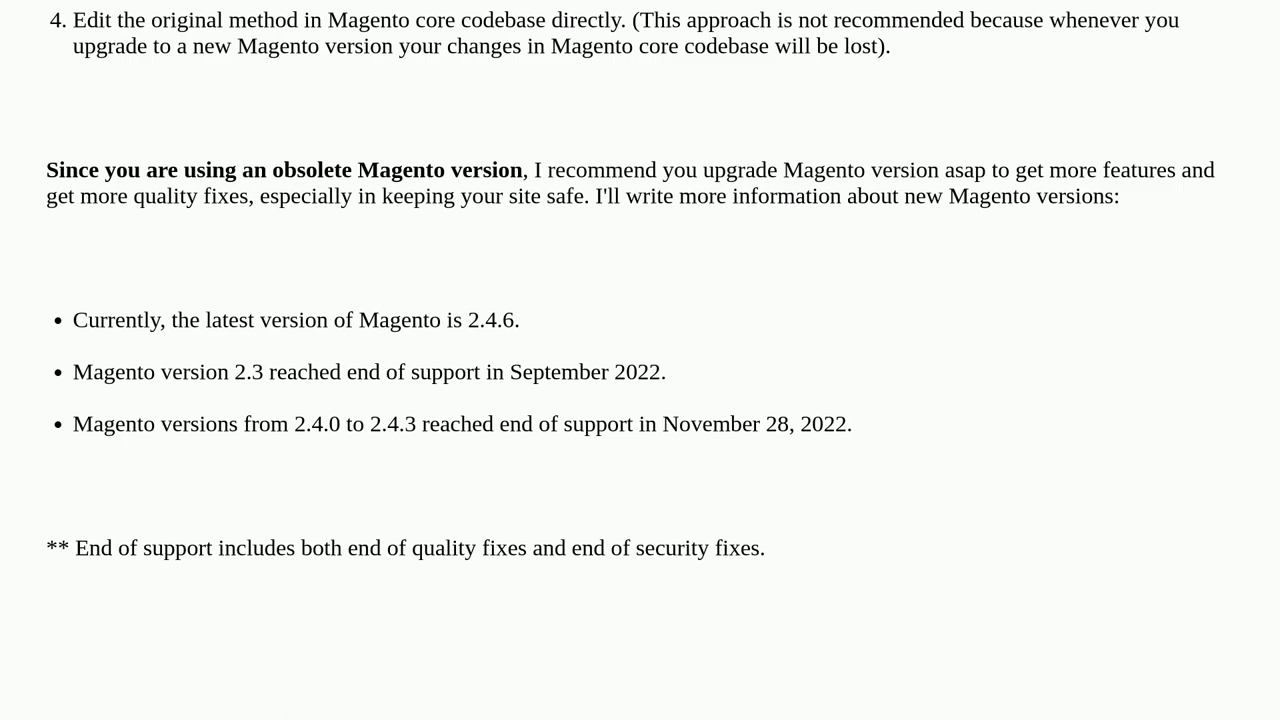 4. Edit the original method in Magento core codebase directly. (This approach is not recommended because whenever you
upgrade to a new Magento version your changes in Magento core codebase will be lost).
Since you are using an obsolete Magento version, I recommend you upgrade Magento version asap to get more features and
get more quality fixes, especially in keeping your site safe. I'll write more information about new Magento versions:
• Currently, the latest version of Magento is 2.4.6.
• Magento version 2.3 reached end of support in September 2022.
• Magento versions from 2.4.0 to 2.4.3 reached end of support in November 28, 2022.
** End of support includes both end of quality fixes and end of security fixes.